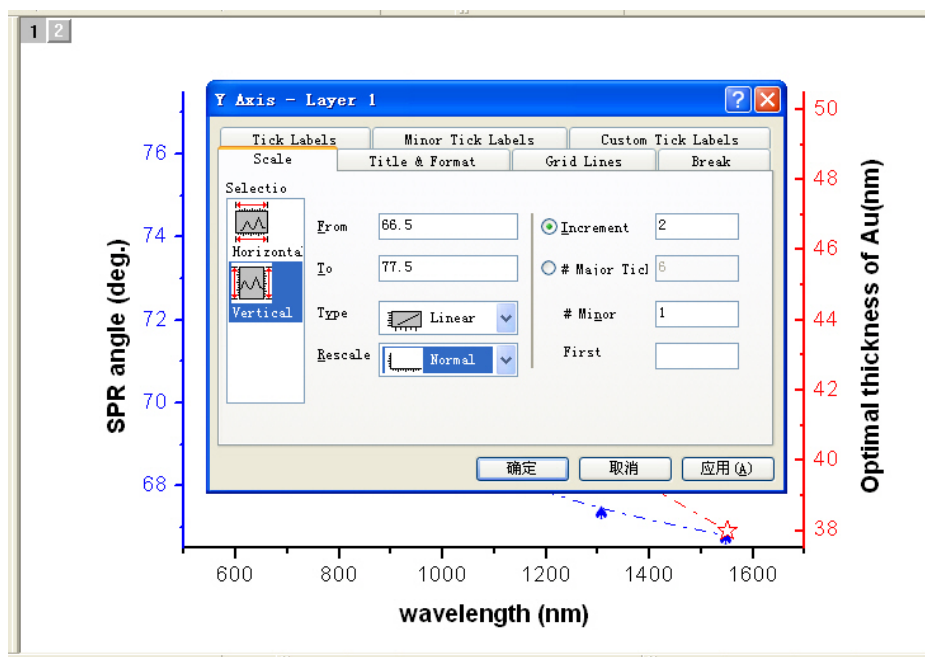 1 2
Y Axis - Layer 1
Tick Labels Minor Tick Labels Custom Tick Labels
Scale Title & Format Grid Lines Break
Selectio
Horizonta
Vertical
From 66.5
To 77.5
Type Linear
Rescale Normal
Increment 2
# Major Ticl 6
# Minor 1
First
确定 取消 应用(A)
SPR angle (deg.)
76
74
72
70
68
50
48
46
44
42
40
38
Optimal thickness of Au(nm)
600 800 1000 1200 1400 1600
wavelength (nm)